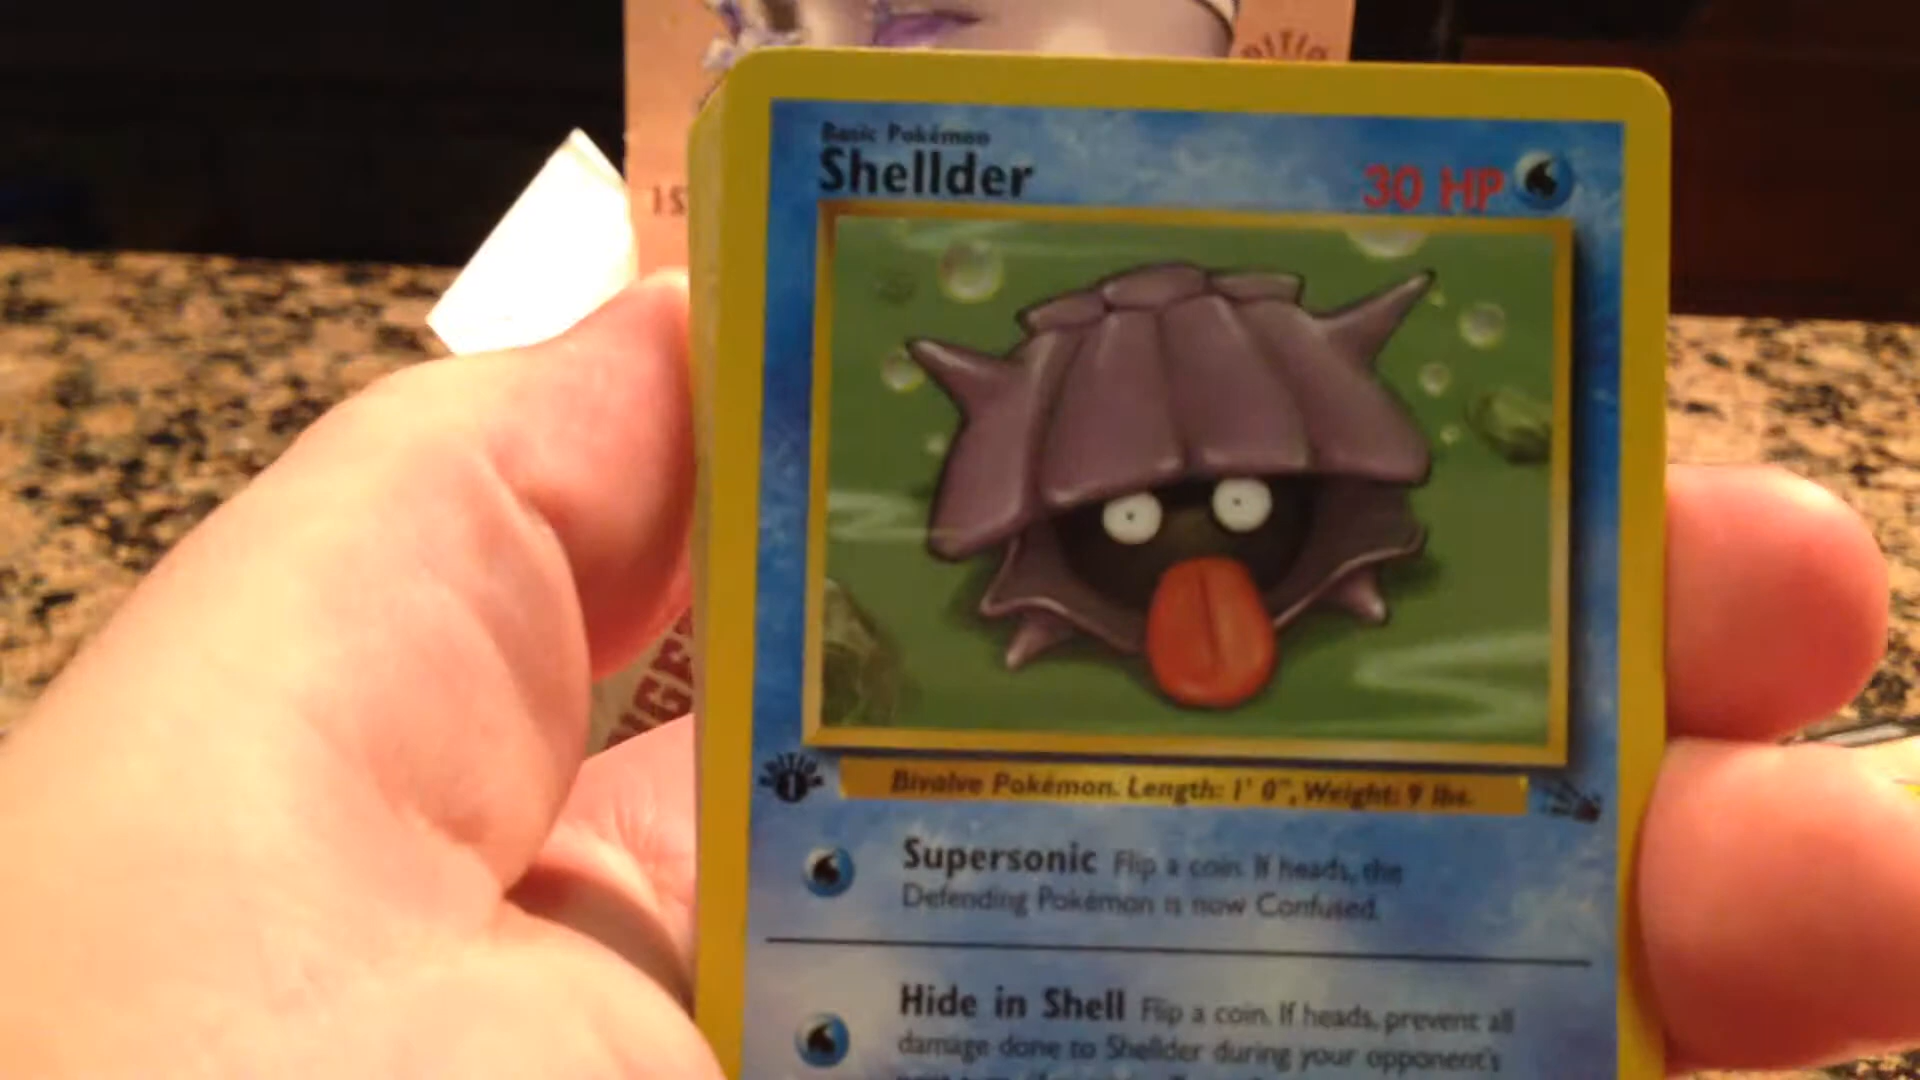 Basic Pokémon
Shellder
30 HP
Bivalve Pokémon. Length: 1' 0", Weight: 9 lbs.
Supersonic Flip a coin. If heads, the
Defending Pokémon is now Confused.
Hide in Shell Flip a coin. If heads, prevent all
damage done to Shellder during your opponent's